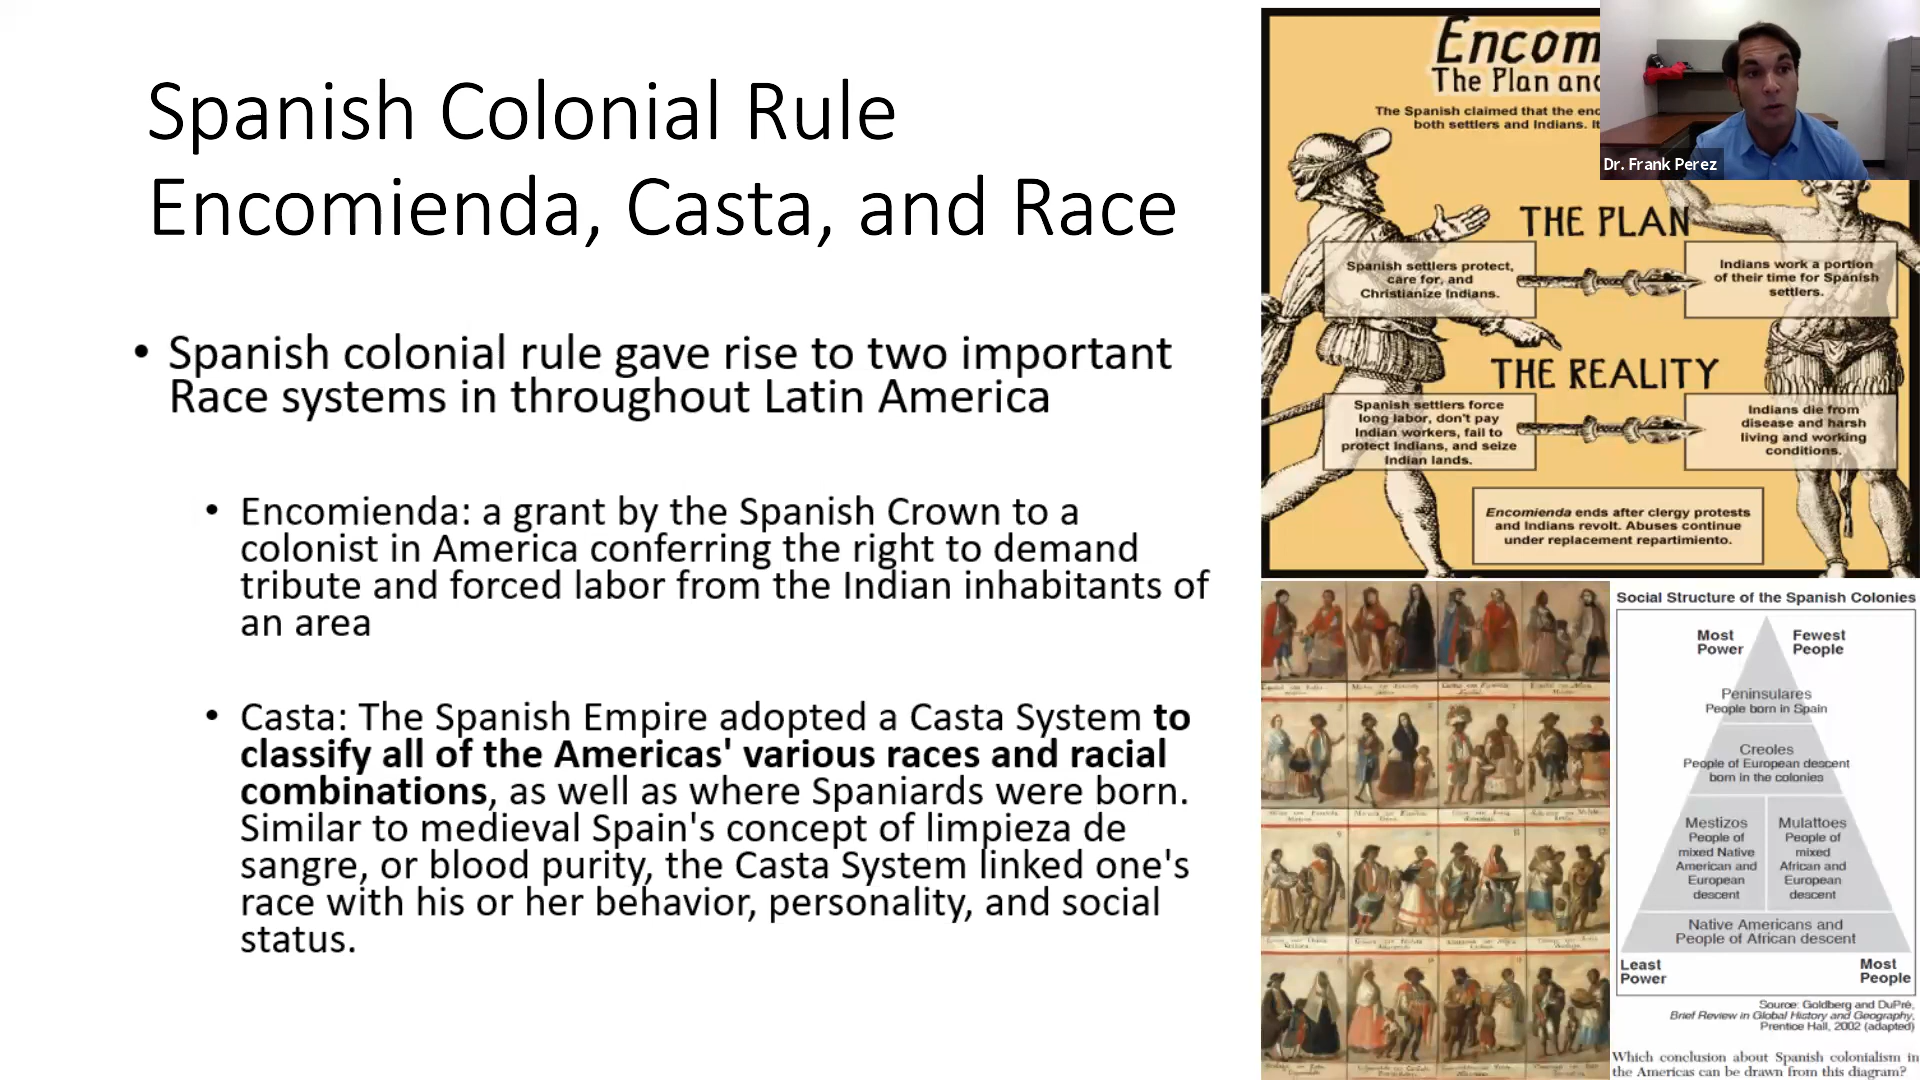 Spanish Colonial Rule
Encomienda, Casta, and Race
• Spanish colonial rule gave rise to two important
Race systems in throughout Latin America
• Encomienda: a grant by the Spanish Crown to a
colonist in America conferring the right to demand
tribute and forced labor from the Indian inhabitants of
an area
• Casta: The Spanish Empire adopted a Casta System to
classify all of the Americas' various races and racial
combinations, as well as where Spaniards were born.
Similar to medieval Spain's concept of limpieza de
sangre, or blood purity, the Casta System linked one's
race with his or her behavior, personality, and social
status.
Encom
The Plan and
The Spanish claimed that the enc
both settlers and Indians. It
Dr. Frank Perez
THE PLAN
Spanish settlers protect,
care for, and
Christianize Indians.
Indians work a portion
of their time for Spanish
settlers.
THE REALITY
Spanish settlers force
long labor, don't pay
Indian workers, fail to
protect Indians, and seize
Indian lands.
Indians die from
disease and harsh
living and working
conditions.
Encomienda ends after clergy protests
and Indians revolt. Abuses continue
under replacement repartimiento.
Social Structure of the Spanish Colonies
Most
Power
Fewest
People
Peninsulares
People born in Spain
Creoles
People of European descent
born in the colonies
Mestizos
People of
mixed Native
American and
European
descent
Mulattoes
People of
mixed
African and
European
descent
Native Americans and
People of African descent
Least
Power
Most
People
Source: Goldberg and DuPré,
Brief Review in Global History and Geography,
Prentice Hall, 2002 (adapted)
Which conclusion about Spanish colonialism in
the Americas can be drawn from this diagram?